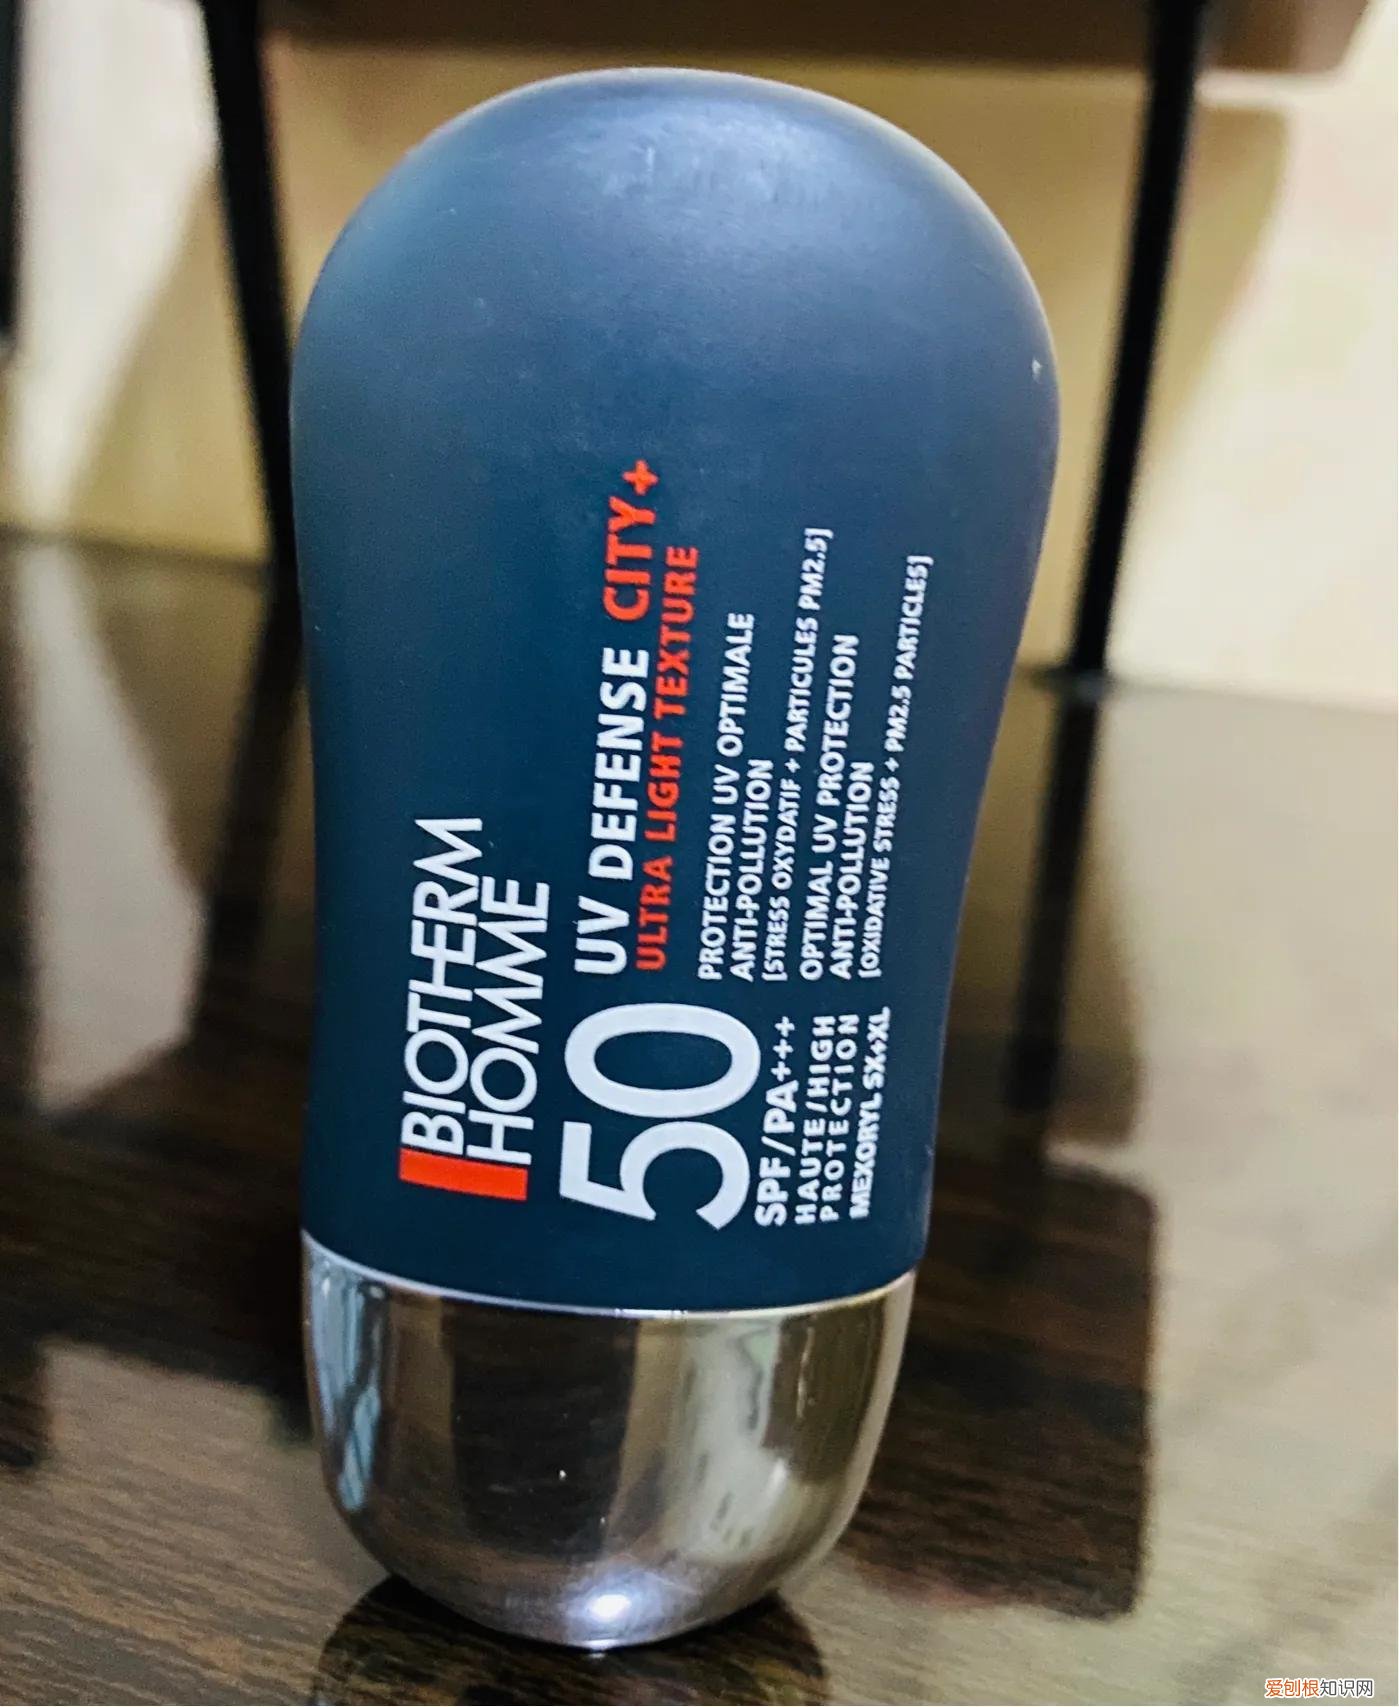 BIOTHERM
HOMME
50
SPF/PA+++
HAUTE/HIGH
PROTECTION
MEXORYL SX+XL
UV DEFENSE CITY+
ULTRA LIGHT TEXTURE
PROTECTION UV OPTIMALE
ANTI-POLLUTION
[STRESS OXYDATIF + PARTICULES PM2.5]
OPTIMAL UV PROTECTION
ANTI-POLLUTION
[OXIDATIVE STRESS + PM2.5 PARTICLES]
爱刨根知识网